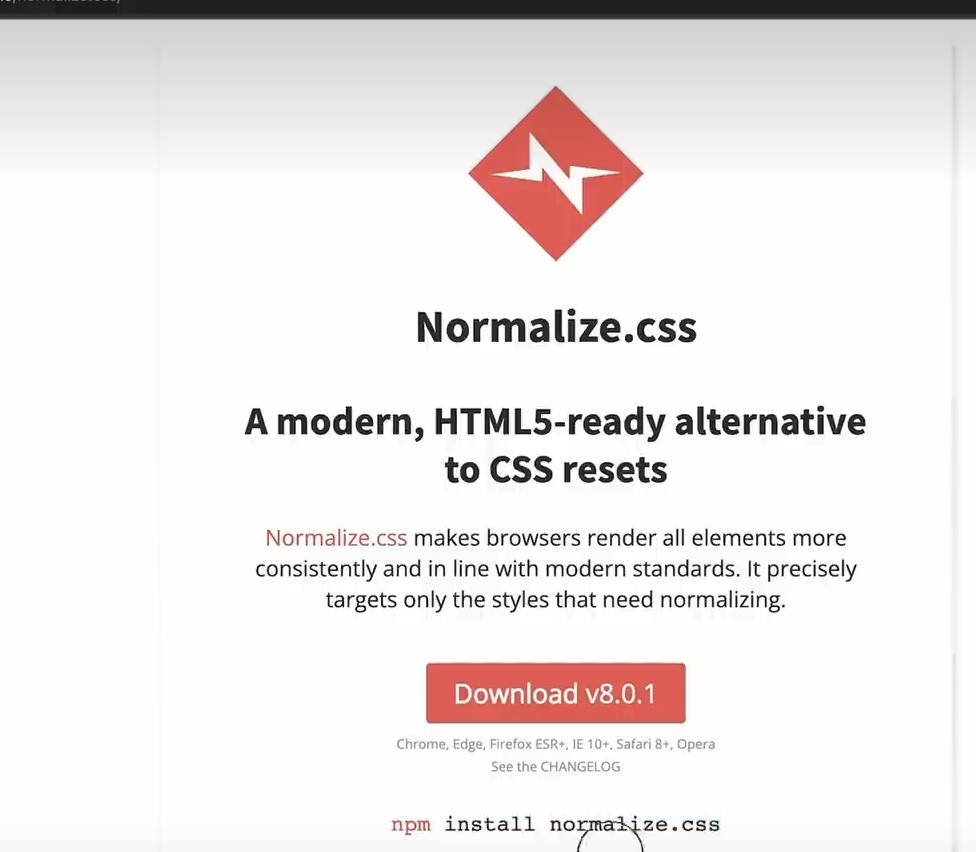 Normalize.css
A modern, HTML5-ready alternative
to CSS resets
Normalize.css makes browsers render all elements more
consistently and in line with modern standards. It precisely
targets only the styles that need normalizing.
Download v8.0.1
Chrome, Edge, Firefox ESR+, IE 10+, Safari 8+, Opera
See the CHANGELOG
npm install normalize.css